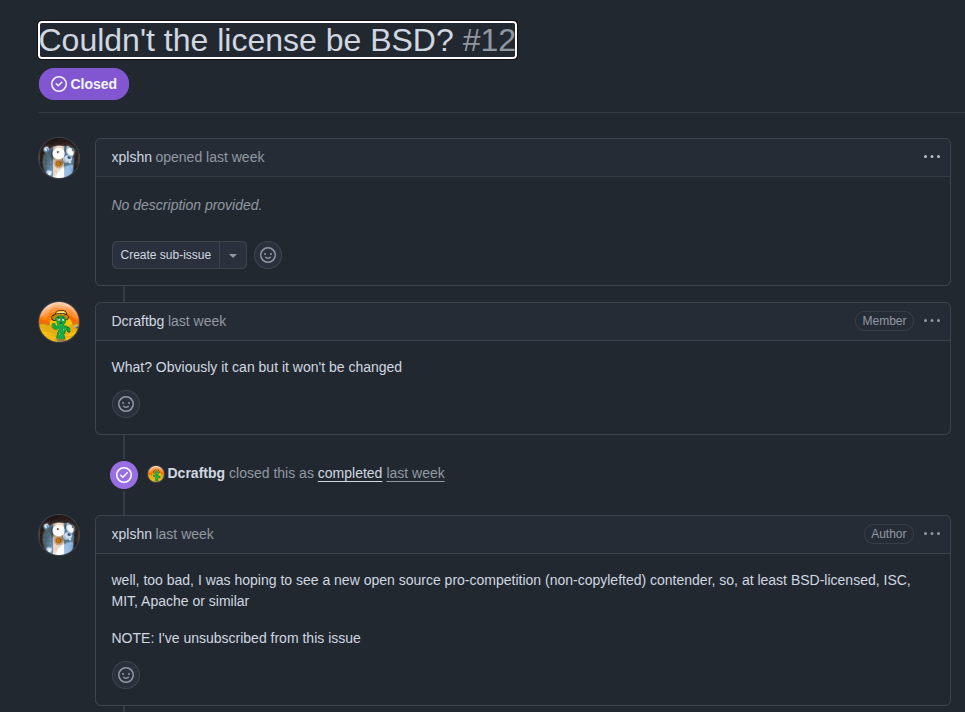 Couldn't the license be BSD? #12
Closed
xplshn opened last week
No description provided.
Create sub-issue
Dcraftbg last week
Member
What? Obviously it can but it won't be changed
Dcraftbg closed this as completed last week
xplshn last week
Author
well, too bad, I was hoping to see a new open source pro-competition (non-copylefted) contender, so, at least BSD-licensed, ISC,
MIT, Apache or similar
NOTE: I've unsubscribed from this issue